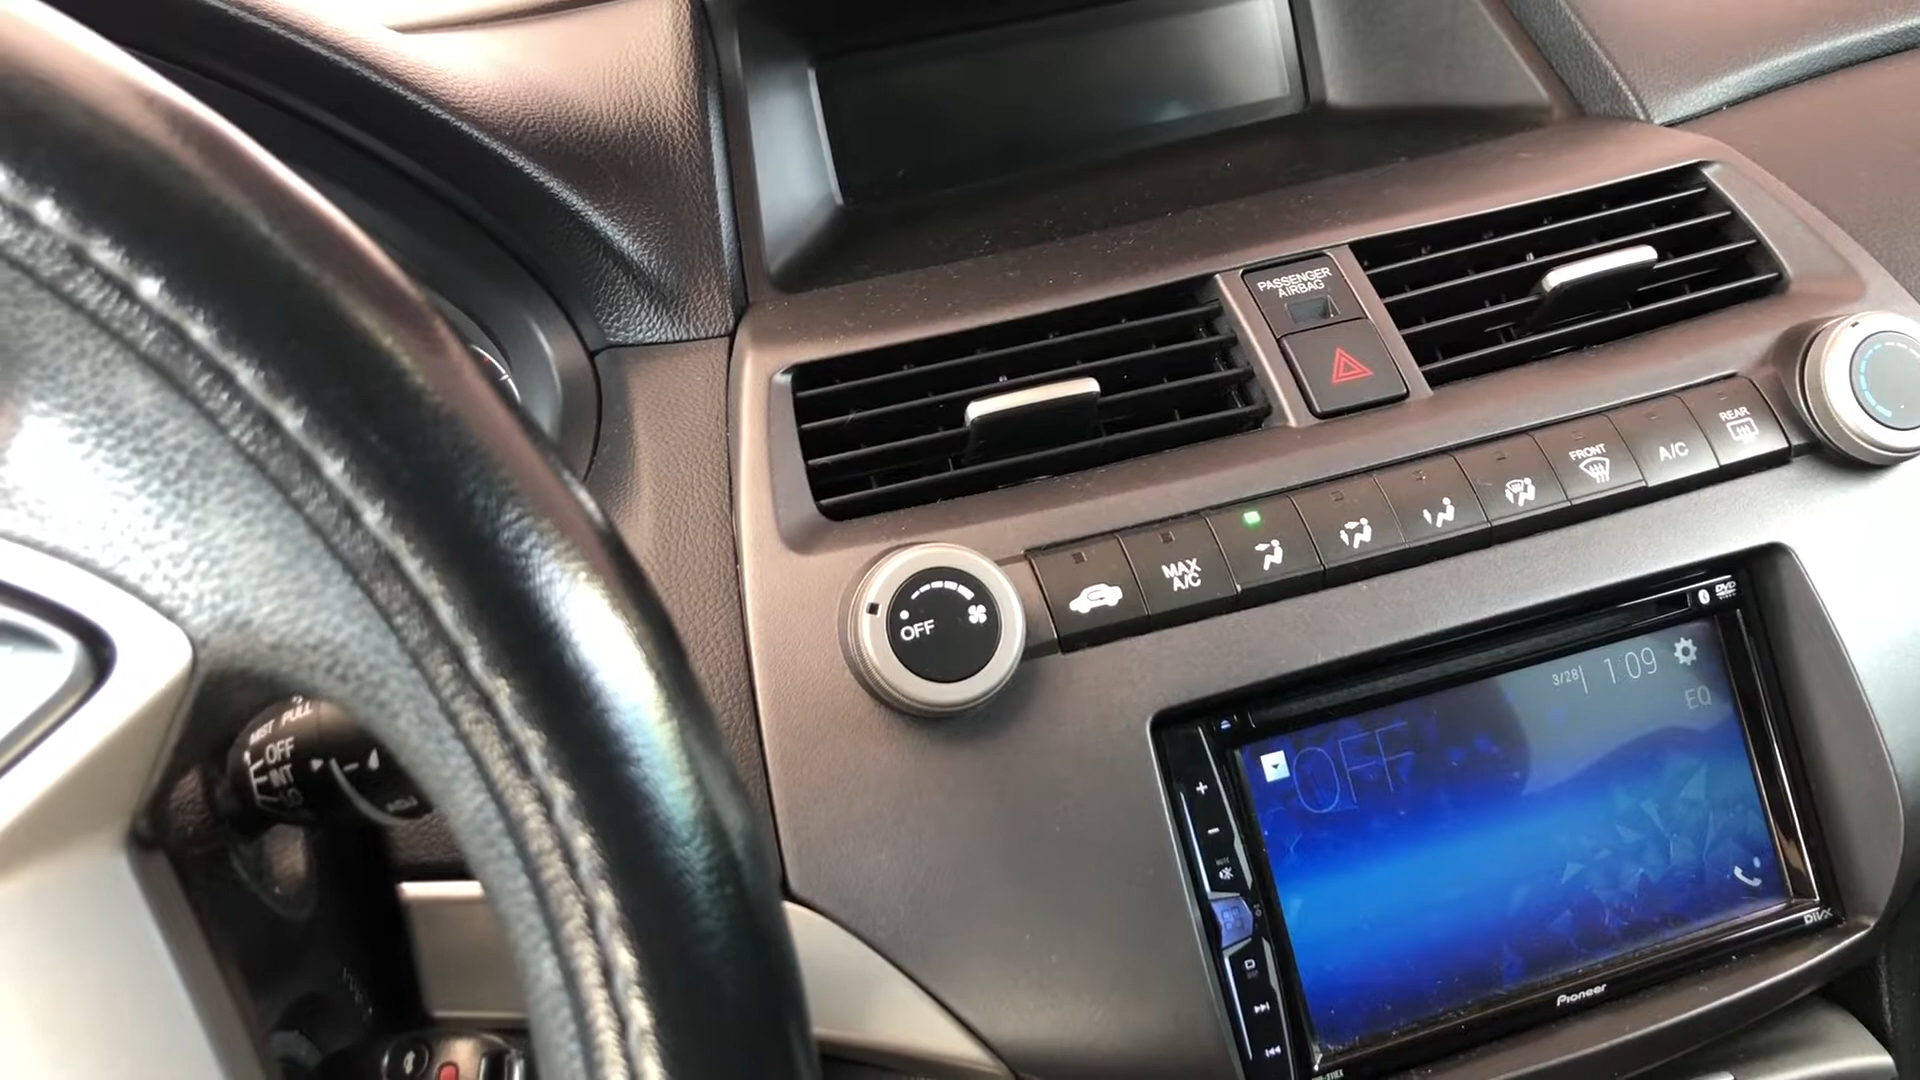 PASSENGER
AIRBAG
REAR
A/C
FRONT
MAX
A/C
OFF
DVD
3/28
1:09
EQ
OFF
MIST PULL
OFF
INT
+
-
MUTE
DIVX
Pioneer